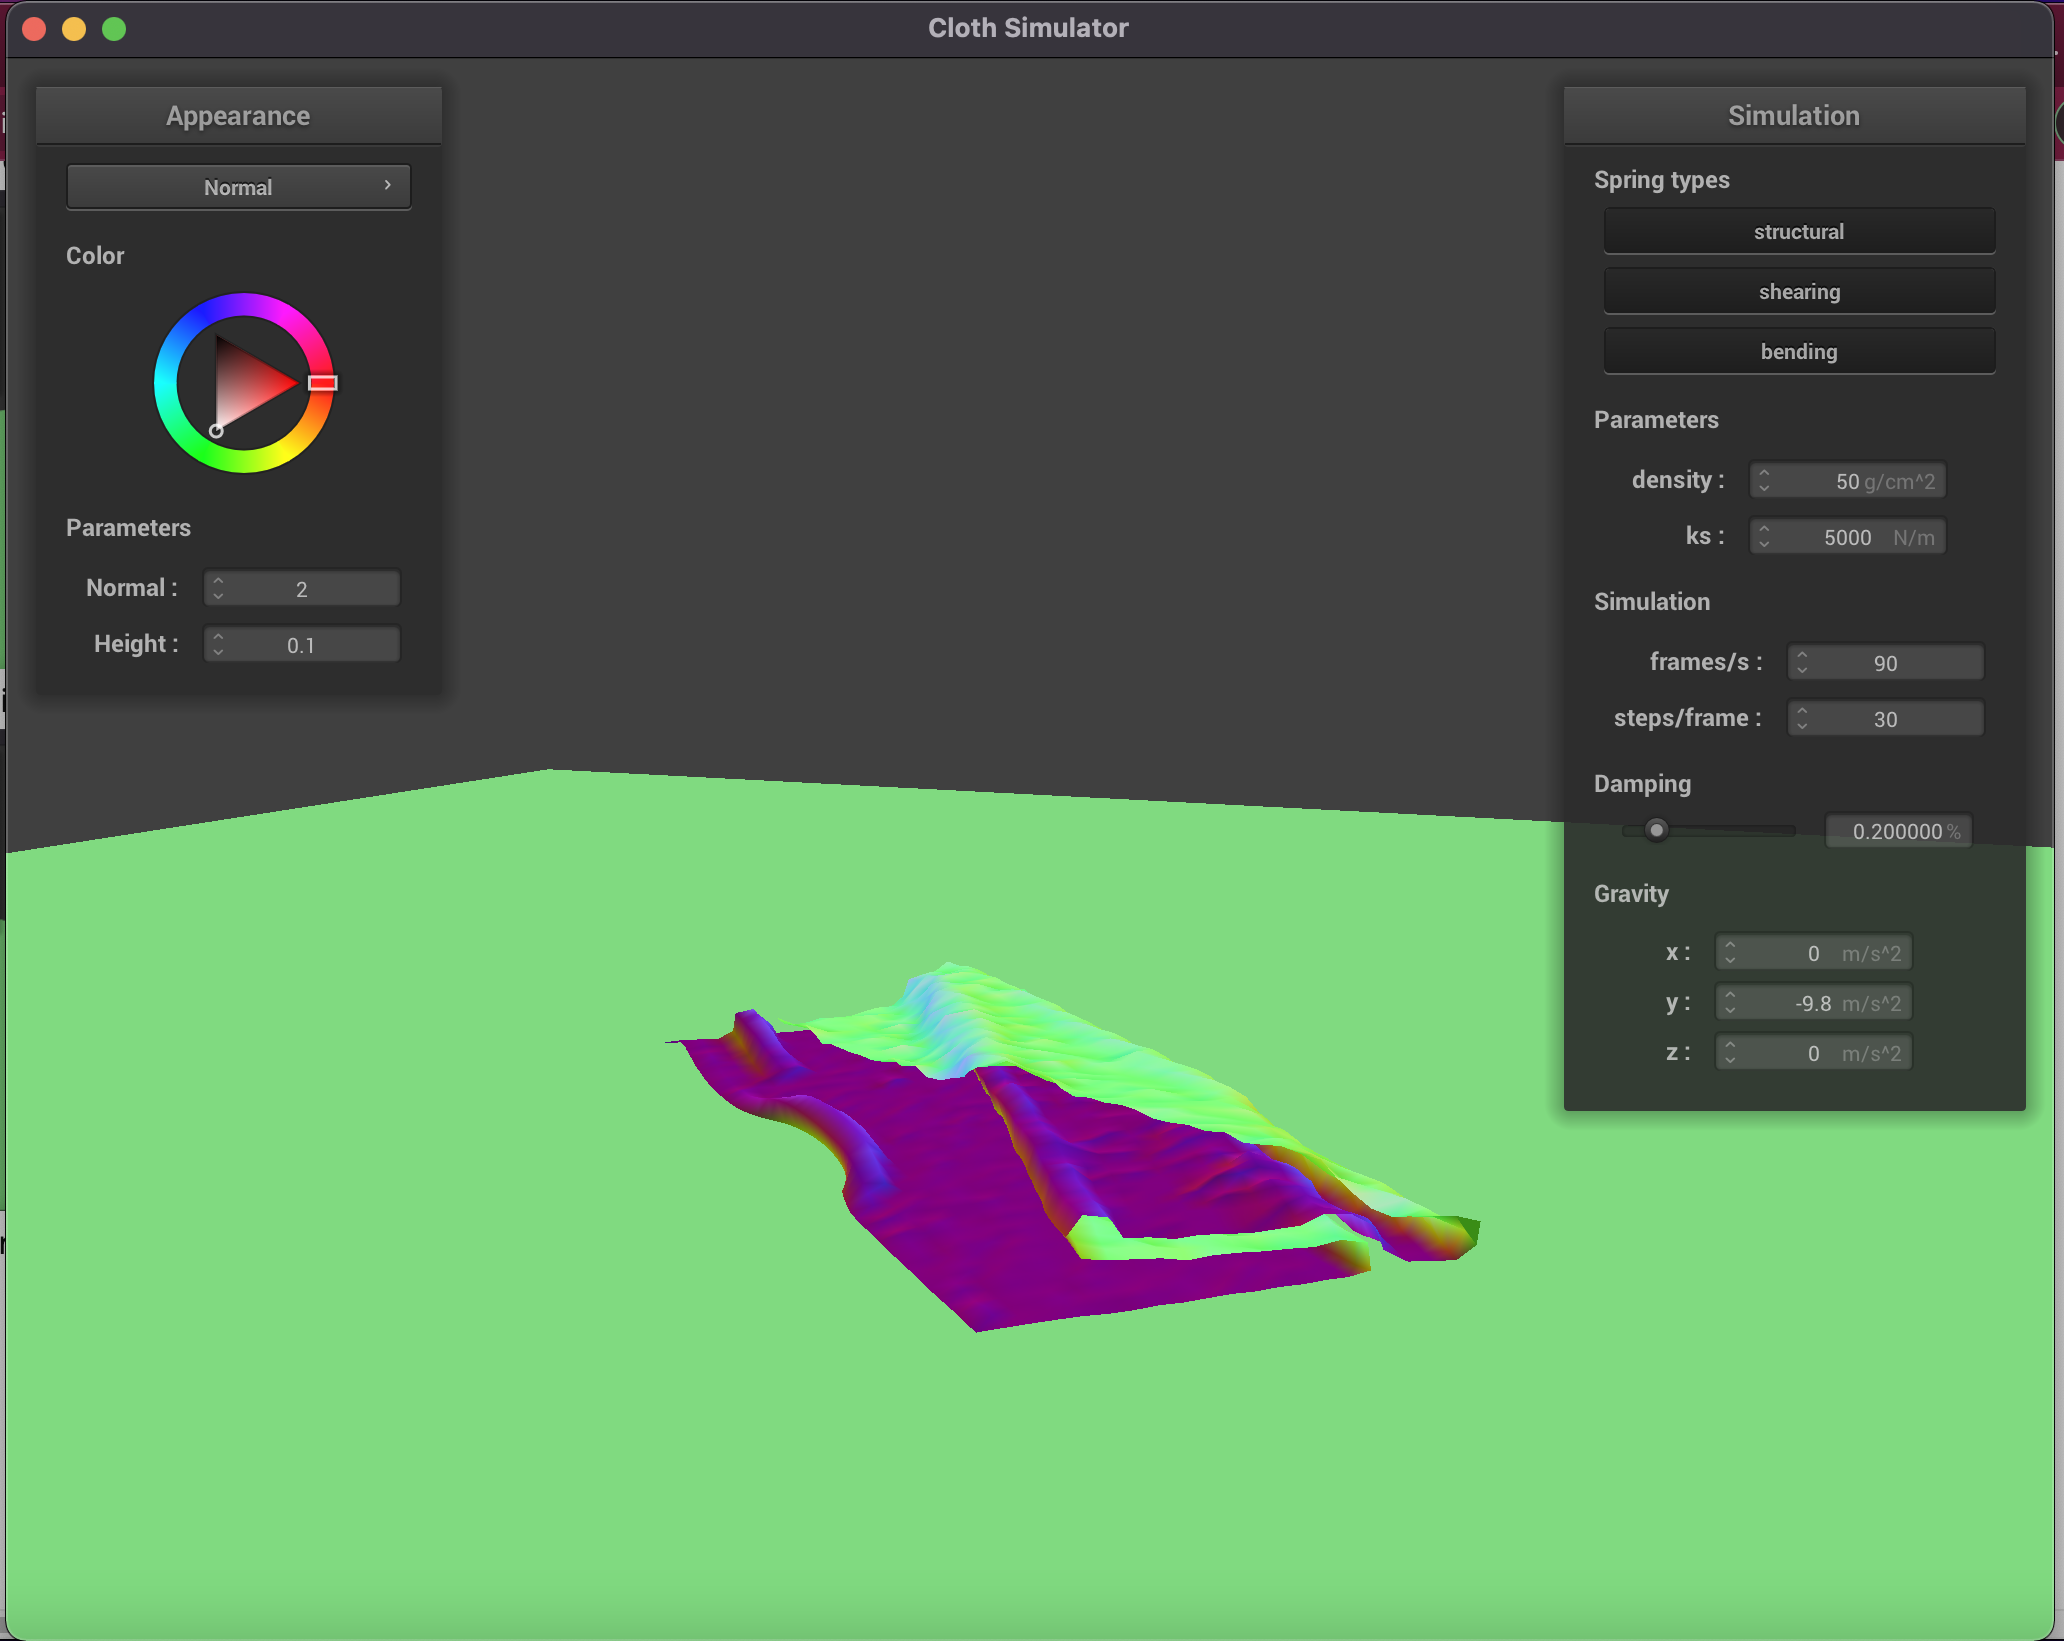 Cloth Simulator
Appearance
Normal
Color
Parameters
Normal :
2
Height :
0.1
Simulation
Spring types
structural
shearing
bending
Parameters
density :
50 g/cm^2
ks :
5000 N/m
Simulation
frames/s :
90
steps/frame :
30
Damping
0.200000 %
Gravity
x :
0 m/s^2
y :
-9.8 m/s^2
z :
0 m/s^2